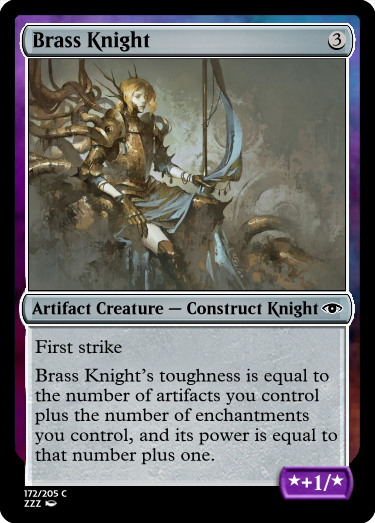 Brass Knight 3
Artifact Creature — Construct Knight
First strike
Brass Knight's toughness is equal to
the number of artifacts you control
plus the number of enchantments
you control, and its power is equal to
that number plus one.
★+1/★
172/205 C
ZZZ